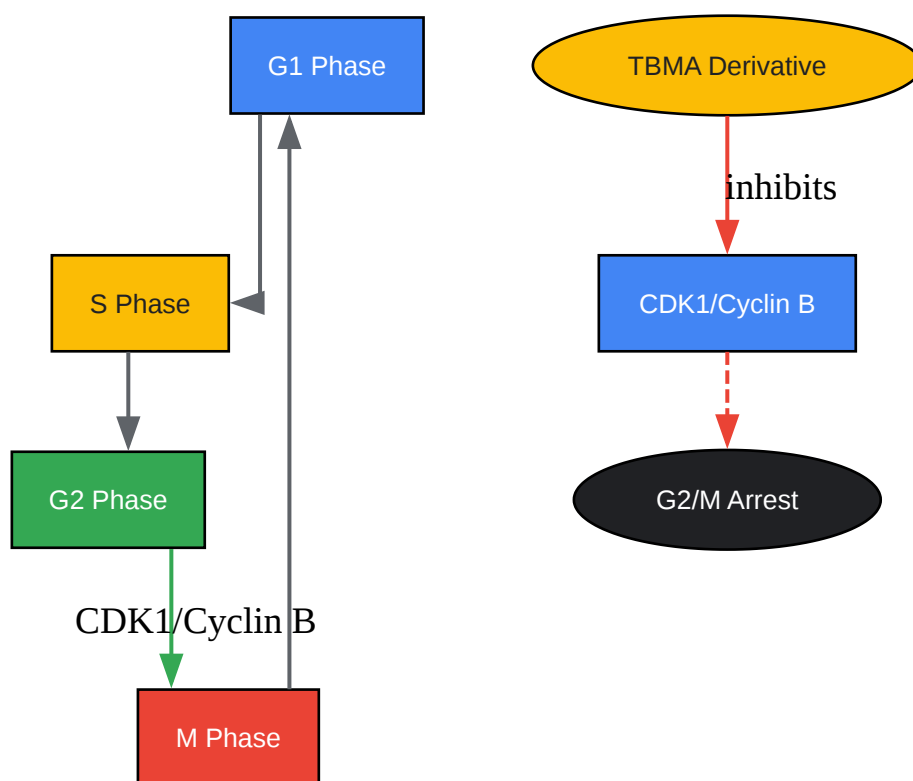 G1 Phase
TBMA Derivative
inhibits
S Phase
CDK1/Cyclin B
G2 Phase
G2/M Arrest
CDK1/Cyclin B
M Phase